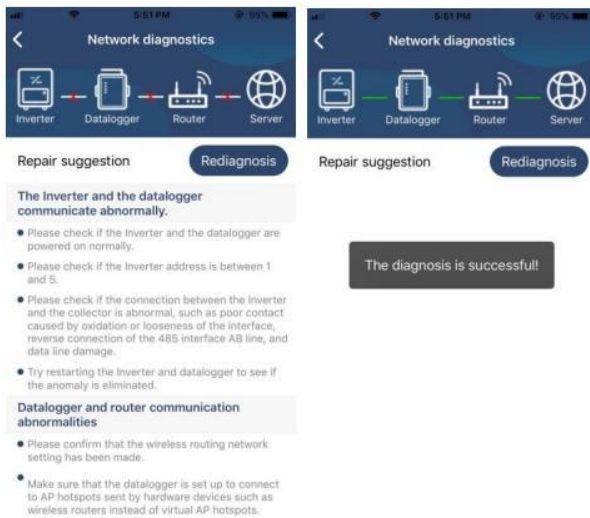 5:51 PM
95%
Network diagnostics
Inverter Datalogger Router Server
Repair suggestion Rediagnosis
The Inverter and the datalogger
communicate abnormally.
Please check if the Inverter and the datalogger are
powered on normally.
Please check if the Inverter address is between 1
and 5.
Please check if the connection between the Inverter
and the collector is abnormal, such as poor contact
caused by oxidation or looseness of the interface,
reverse connection of the 485 interface AB line, and
data line damage.
Try restarting the Inverter and datalogger to see if
the anomaly is eliminated.
Datalogger and router communication
abnormalities
Please confirm that the wireless routing network
setting has been made.
Make sure that the datalogger is set up to connect
to AP hotspots sent by hardware devices such as
wireless routers instead of virtual AP hotspots.
5:51 PM
95%
Network diagnostics
Inverter Datalogger Router Server
Repair suggestion Rediagnosis
The diagnosis is successful!